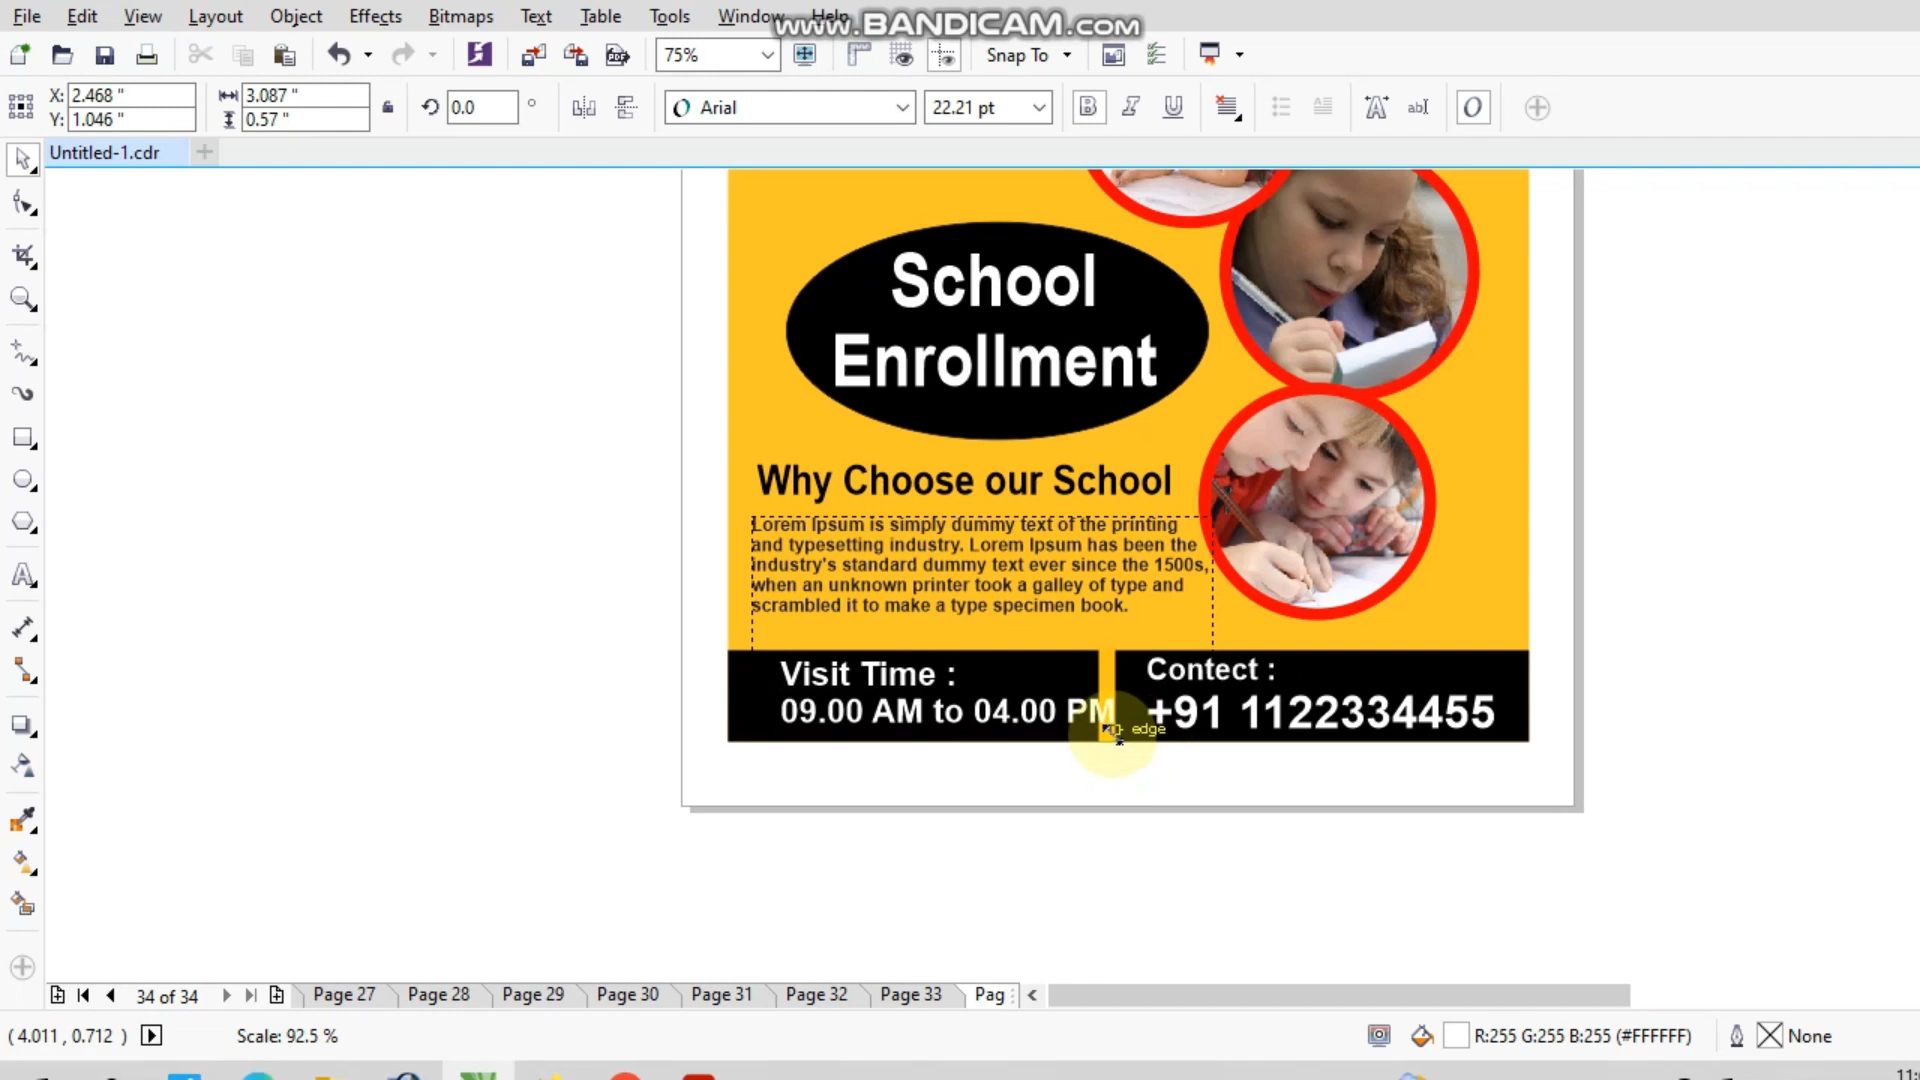 File Edit View Layout Object Effects Bitmaps Text Table Tools Window Help
www.BANDICAM.com
75% Snap To
X: 2.468 " 3.087 " 0.0 ° Arial 22.21 pt
Y: 1.046 " 0.57 "
Untitled-1.cdr
School
Enrollment
Why Choose our School
Lorem Ipsum is simply dummy text of the printing
and typesetting industry. Lorem Ipsum has been the
industry's standard dummy text ever since the 1500s,
when an unknown printer took a galley of type and
scrambled it to make a type specimen book.
Visit Time :
09.00 AM to 04.00 PM
Contect :
+91 1122334455
edge
34 of 34 Page 27 Page 28 Page 29 Page 30 Page 31 Page 32 Page 33 Pag
( 4.011 , 0.712 ) Scale: 92.5 % R:255 G:255 B:255 (#FFFFFF) None